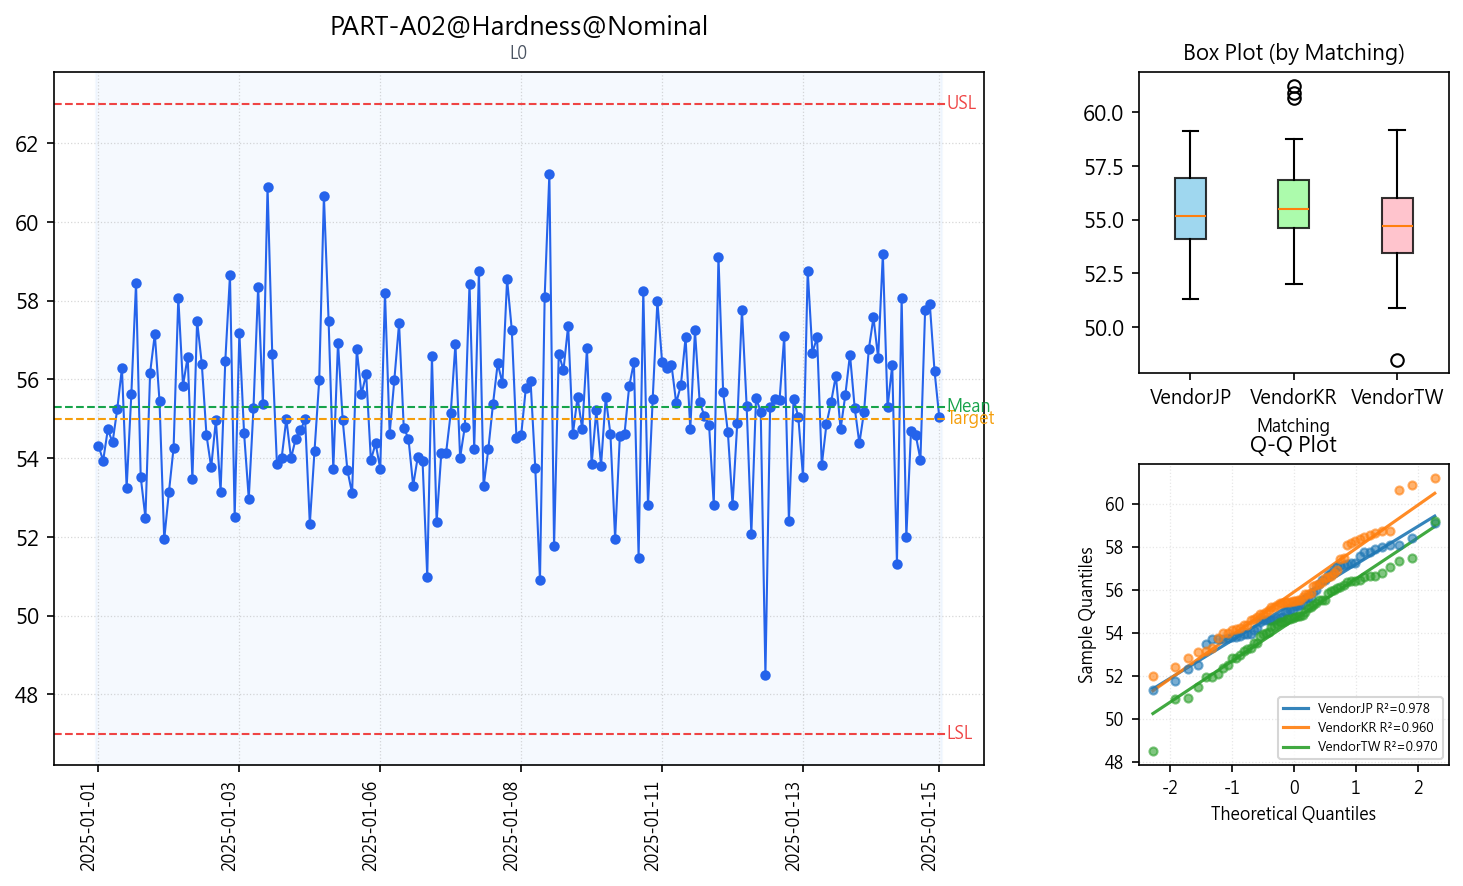 PART-A02@Hardness@Nominal
L0
USL
62
60
58
56
54
52
50
48
Mean
Target
LSL
2025-01-01
2025-01-03
2025-01-06
2025-01-08
2025-01-11
2025-01-13
2025-01-15
Box Plot (by Matching)
60.0
57.5
55.0
52.5
50.0
VendorJP VendorKR VendorTW
Matching
Q-Q Plot
Sample Quantiles
60
58
56
54
52
50
48
VendorJP R²=0.978
VendorKR R²=0.960
VendorTW R²=0.970
-2 -1 0 1 2
Theoretical Quantiles